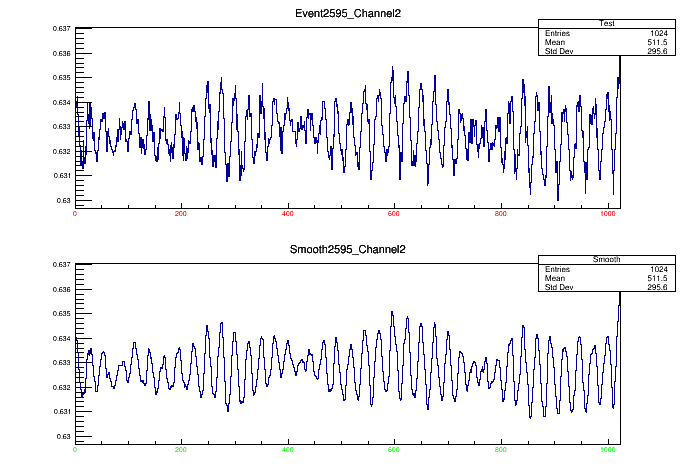 Event2595_Channel2
Test
Entries 1024
Mean 511.5
Std Dev 295.6
0.637
0.636
0.635
0.634
0.633
0.632
0.631
0.63
0 200 400 600 800 1000
Smooth2595_Channel2
Smooth
Entries 1024
Mean 511.5
Std Dev 295.6
0.637
0.636
0.635
0.634
0.633
0.632
0.631
0.63
0 200 400 600 800 1000